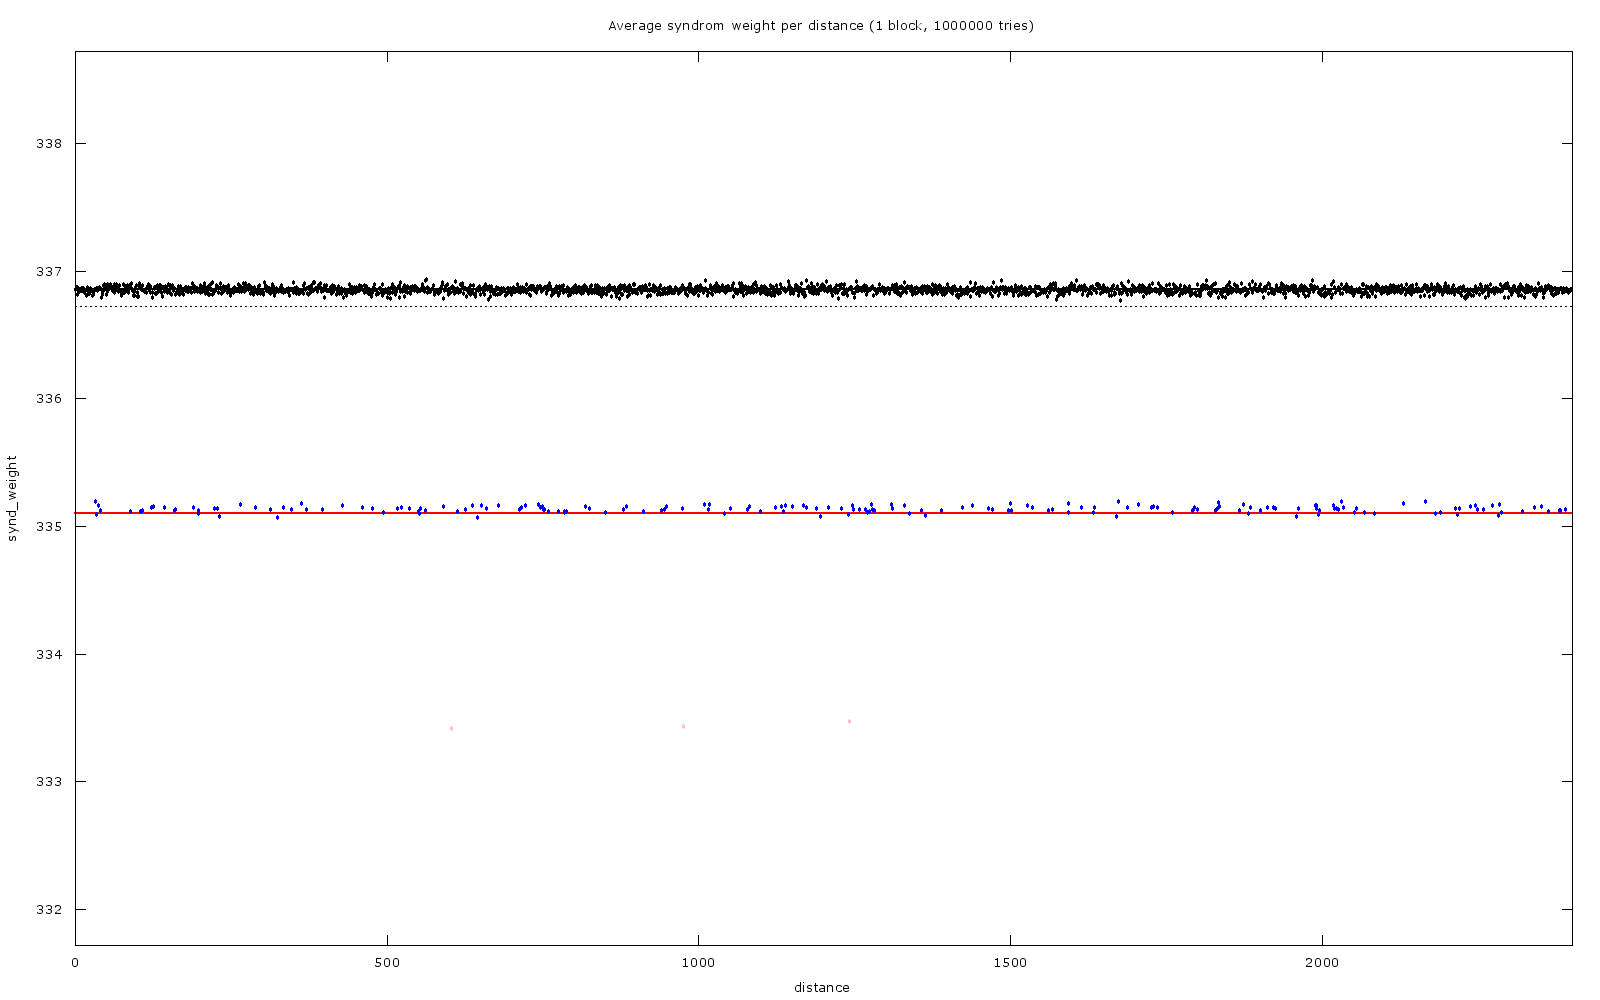 Average syndrom weight per distance (1 block, 1000000 tries)
338
337
336
335
334
333
332
synd_weight
0 500 1000 1500 2000
distance